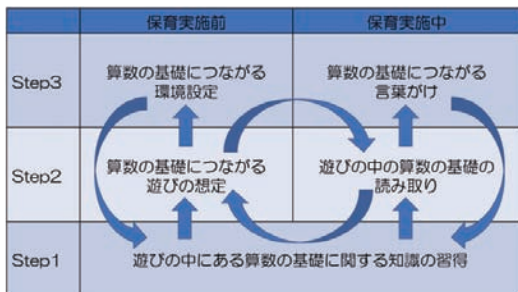 保育実施前
保育実施中
Step3
算数の基礎につながる
環境設定
算数の基礎につながる
言葉がけ
Step2
算数の基礎につながる
遊びの想定
遊びの中の算数の基礎の
読み取り
Step1
遊びの中にある算数の基礎に関する知識の習得